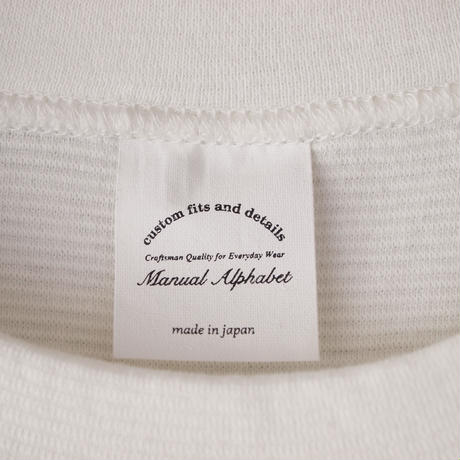 custom fits and details
Craftsman Quality for Everyday Wear
Manual Alphabet
made in japan